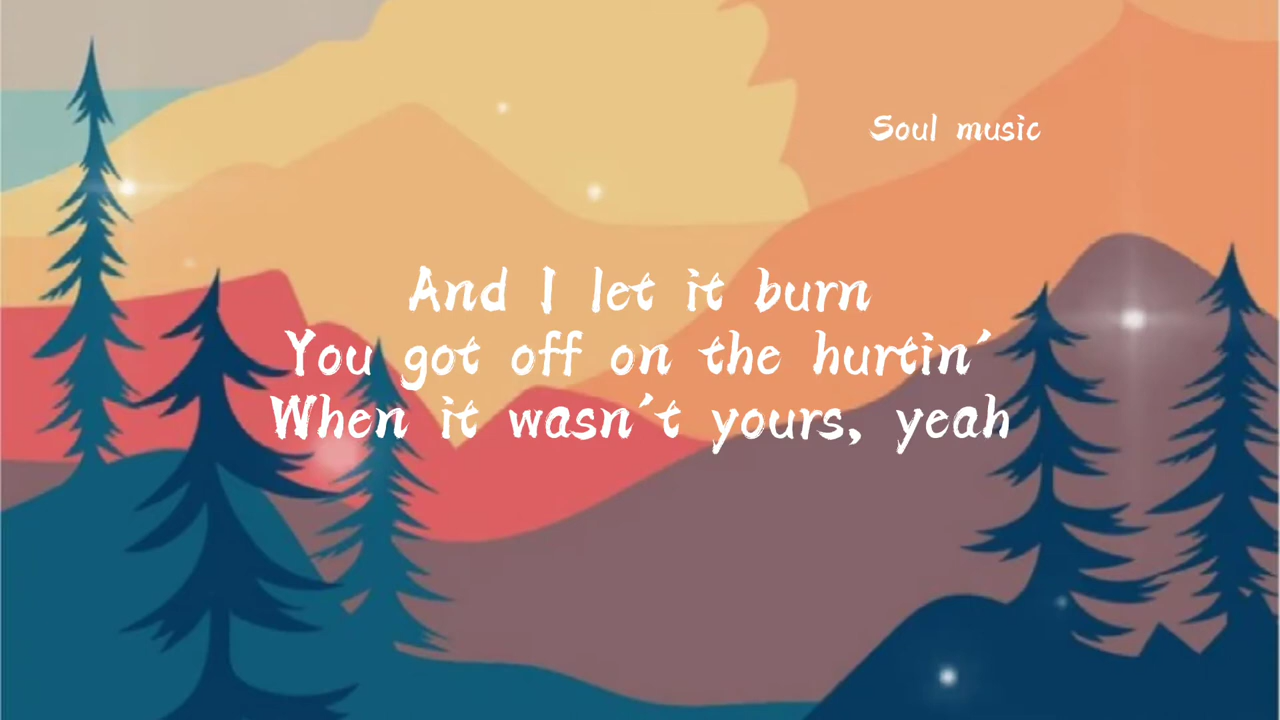 Soul music
And I let it burn
You got off on the hurtin'
When it wasn't yours, yeah